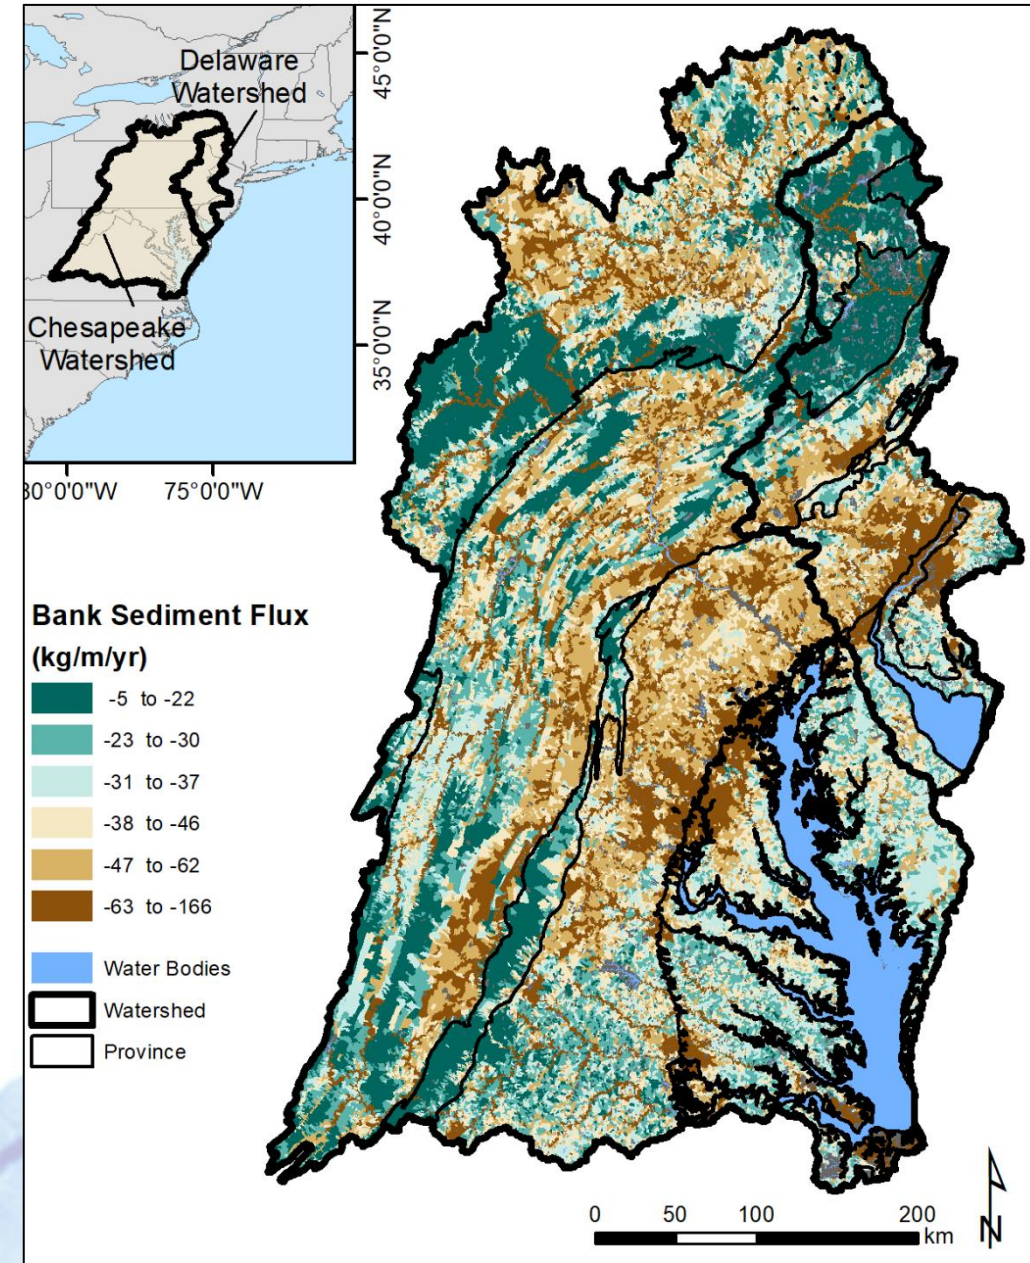 Delaware
Watershed
Chesapeake
Watershed
45°0'0"N
40°0'0"N
35°0'0"N
30°0'0"W
75°0'0"W
Bank Sediment Flux
(kg/m/yr)
-5 to -22
-23 to -30
-31 to -37
-38 to -46
-47 to -62
-63 to -166
Water Bodies
Watershed
Province
0 50 100 200
km
N